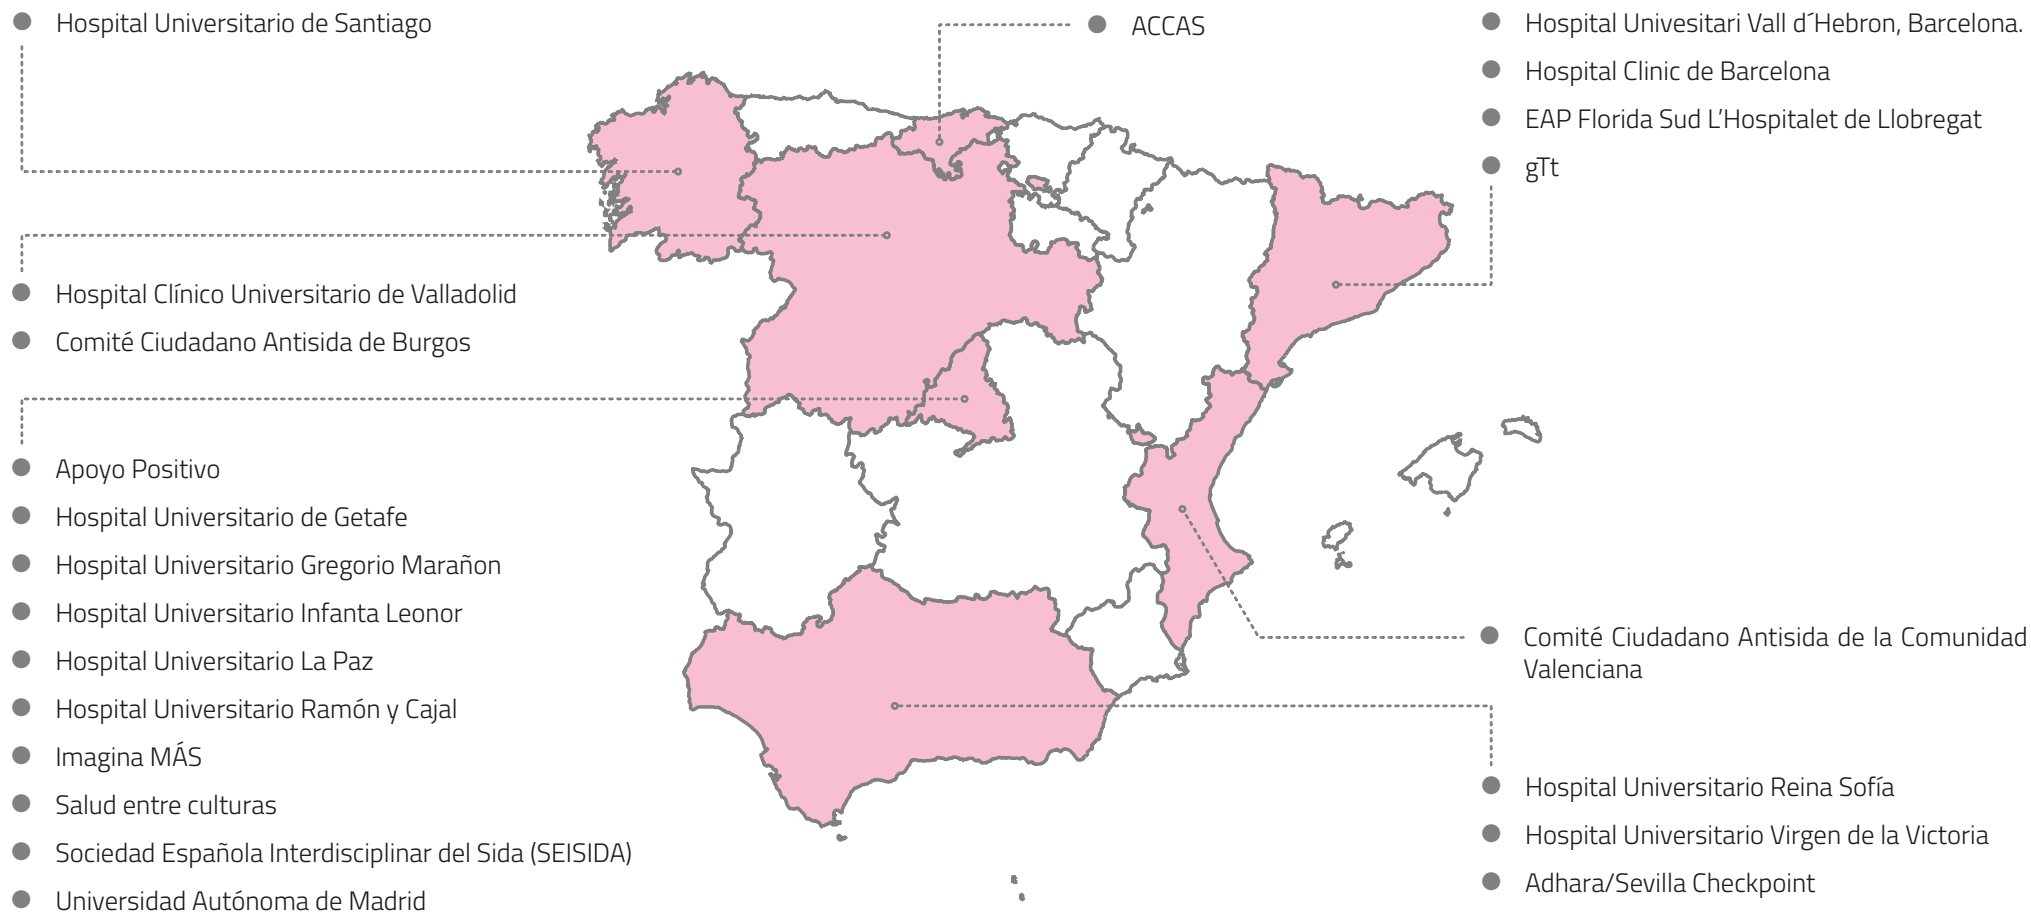 Hospital Universitario de Santiago
Hospital Clínico Universitario de Valladolid
Comité Ciudadano Antisida de Burgos
Apoyo Positivo
Hospital Universitario de Getafe
Hospital Universitario Gregorio Marañon
Hospital Universitario Infanta Leonor
Hospital Universitario La Paz
Hospital Universitario Ramón y Cajal
Imagina MÁS
Salud entre culturas
Sociedad Española Interdisciplinar del Sida (SEISIDA)
Universidad Autónoma de Madrid
ACCAS
Hospital Univesitari Vall d´Hebron, Barcelona.
Hospital Clinic de Barcelona
EAP Florida Sud L’Hospitalet de Llobregat
gTt
Comité Ciudadano Antisida de la Comunidad
Valenciana
Hospital Universitario Reina Sofía
Hospital Universitario Virgen de la Victoria
Adhara/Sevilla Checkpoint